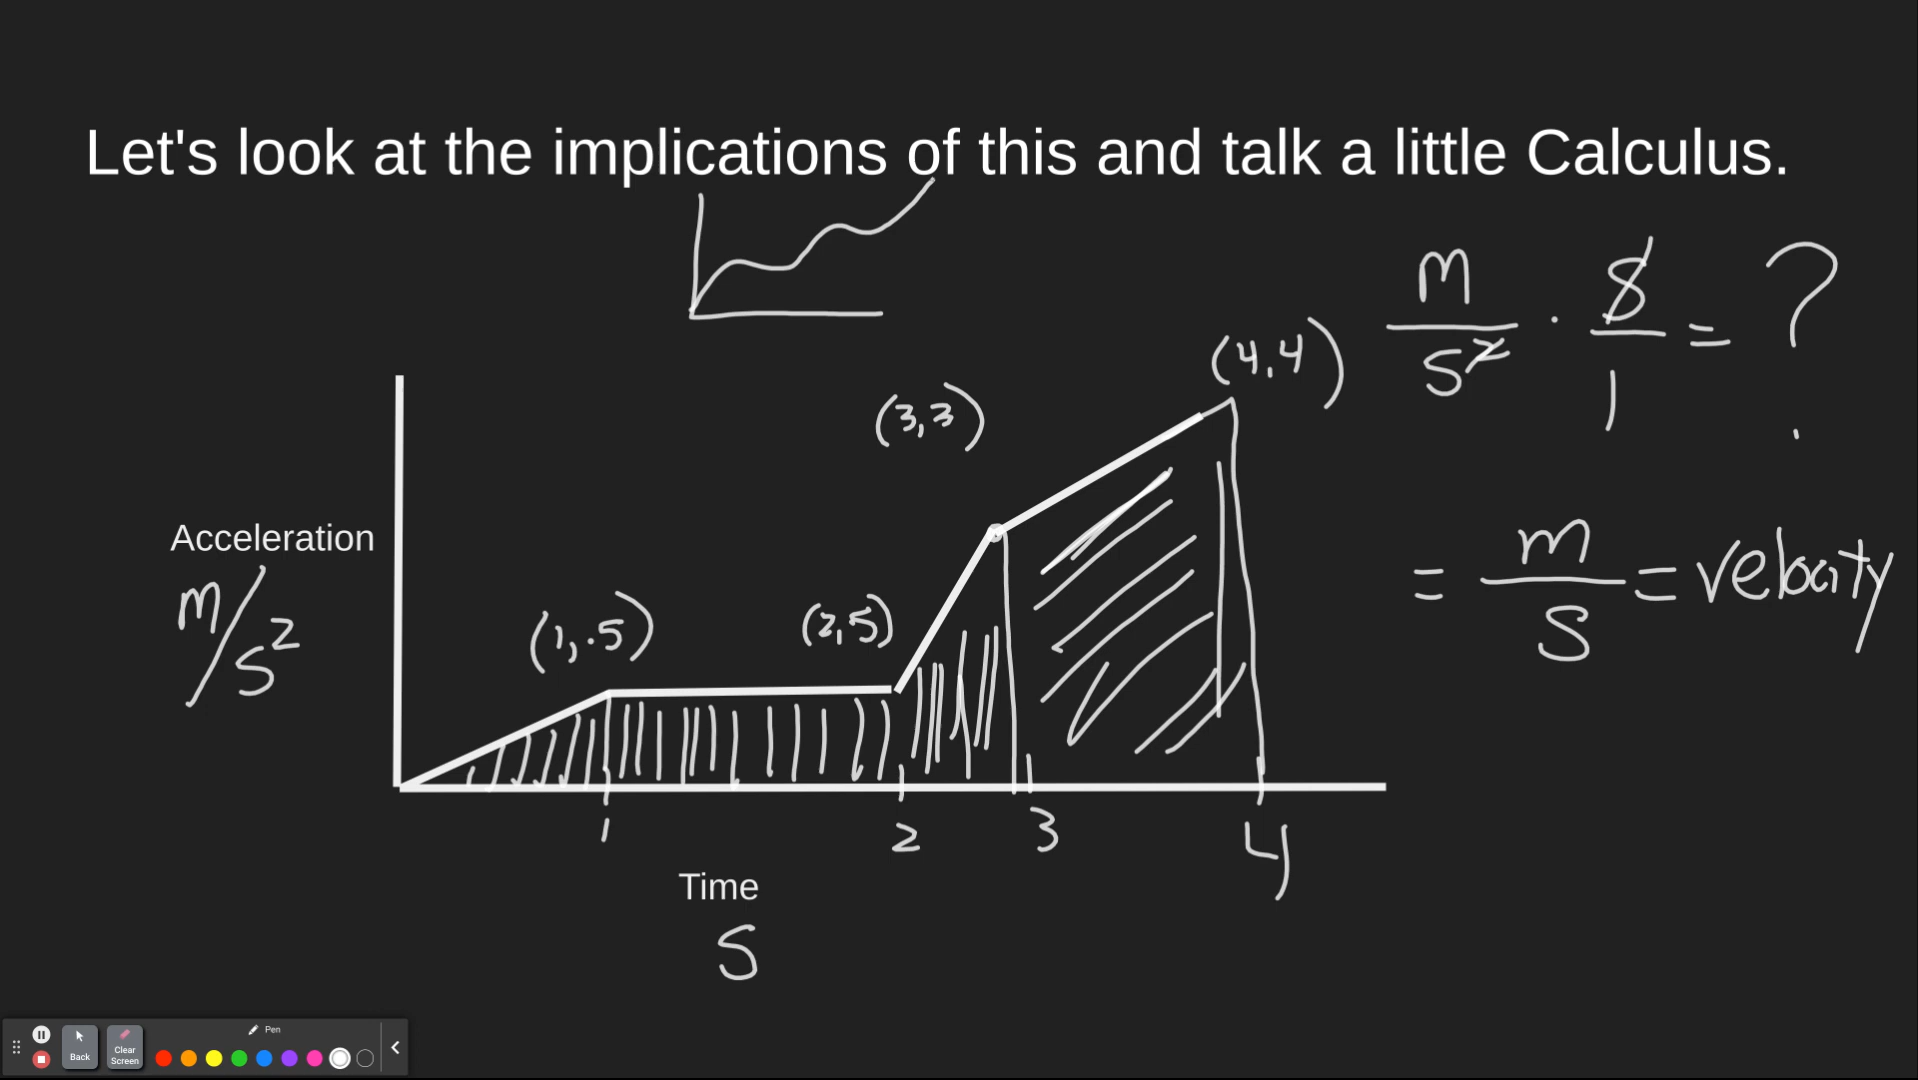 Let's look at the implications of this and talk a little Calculus.
m/s² · s/1 = ?
(4,4)
(3,3)
Acceleration
m/s²
(1, .5)
(2, .5)
= m/s = velocity
1 2 3 4
Time
S
Pen
Back
Clear
Screen